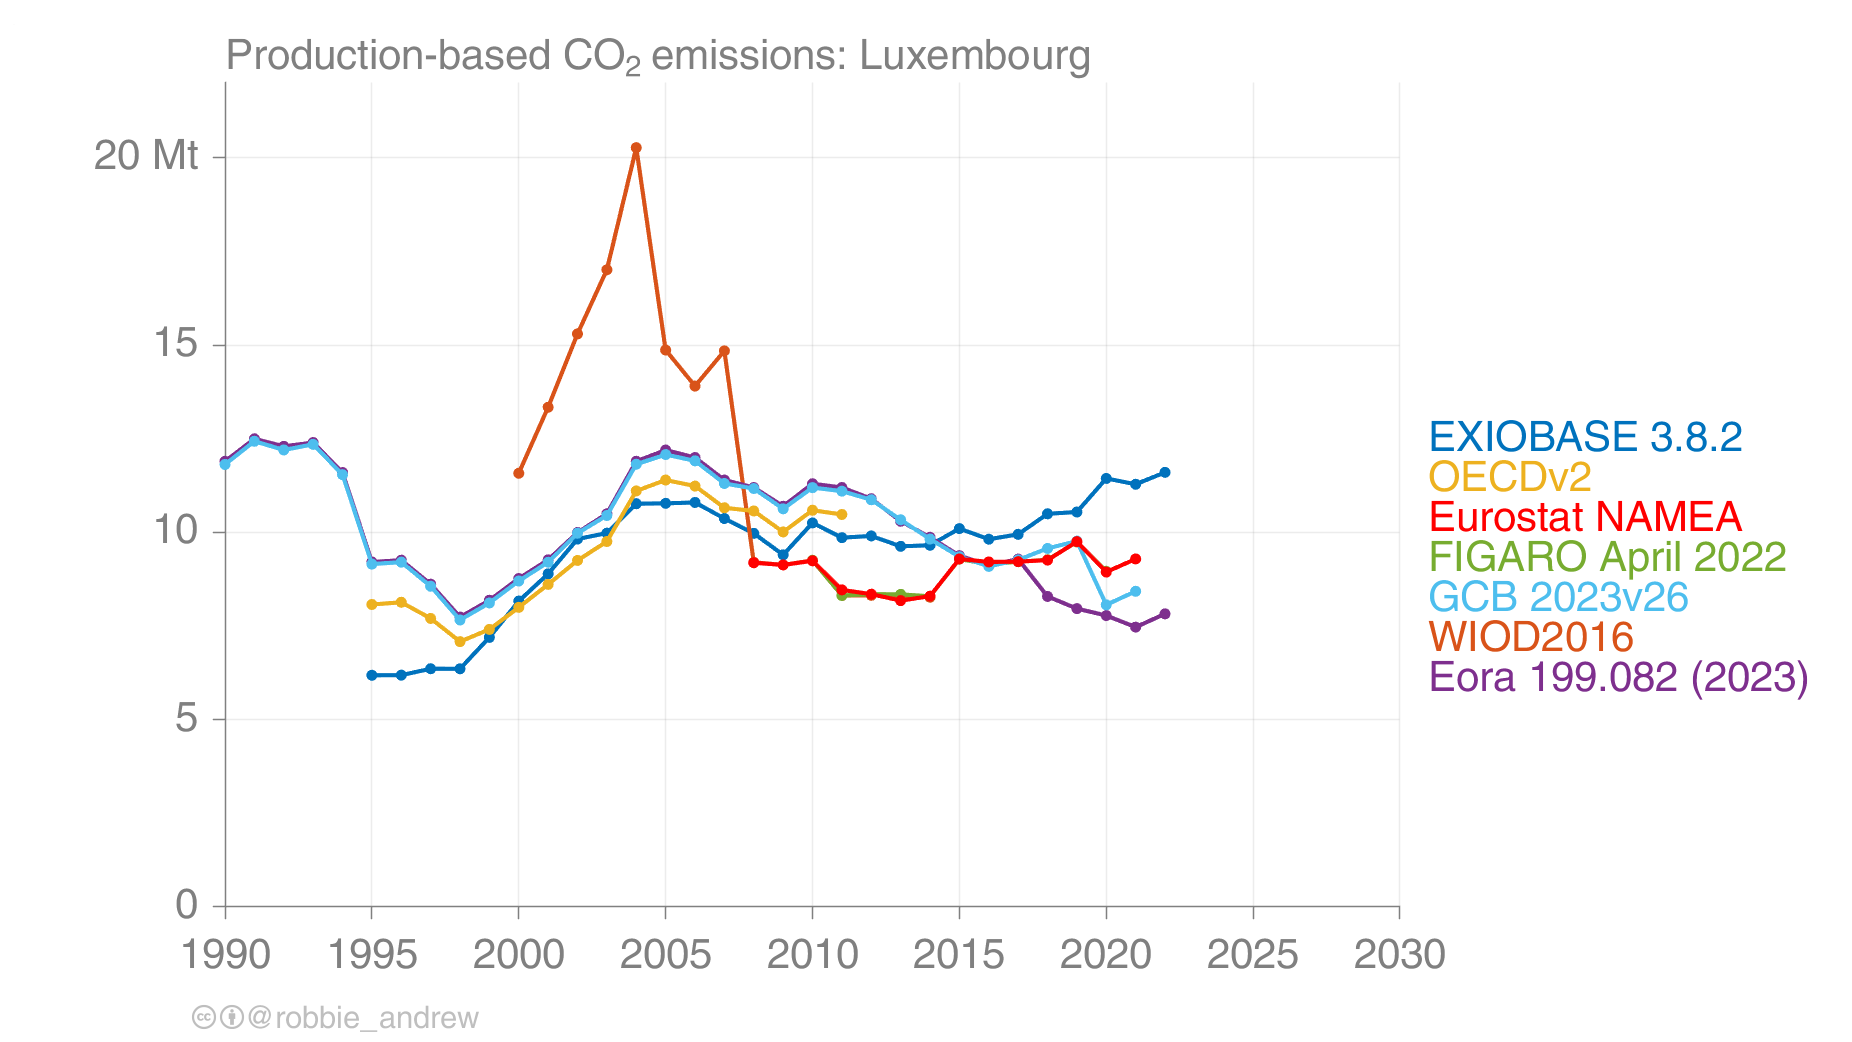 Production-based CO₂ emissions: Luxembourg
20 Mt
15
10
5
0
1990 1995 2000 2005 2010 2015 2020 2025 2030
EXIOBASE 3.8.2
OECDv2
Eurostat NAMEA
FIGARO April 2022
GCB 2023v26
WIOD2016
Eora 199.082 (2023)
@robbie_andrew